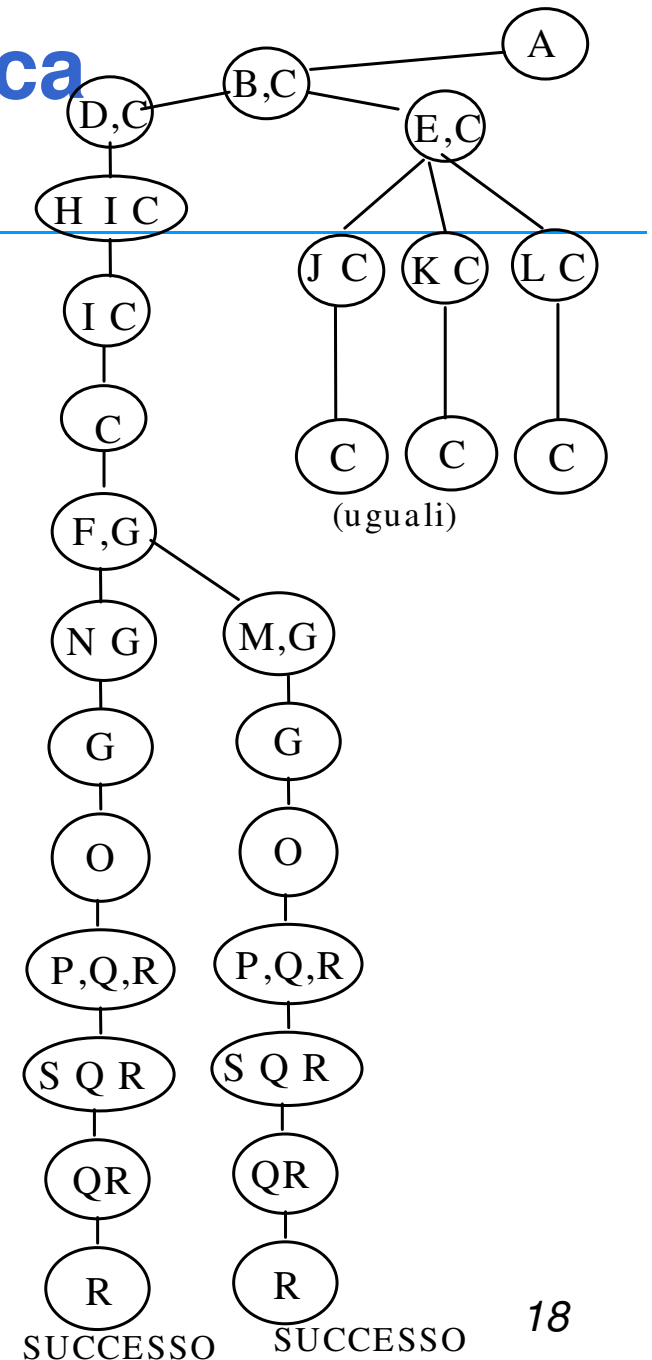 ca
A
B,C
D,C
E,C
H I C
J C
K C
L C
I C
C
C
C
C
(uguali)
F,G
N G
M,G
G
G
O
O
P,Q,R
P,Q,R
S Q R
S Q R
QR
QR
R
R
SUCCESSO
SUCCESSO
18